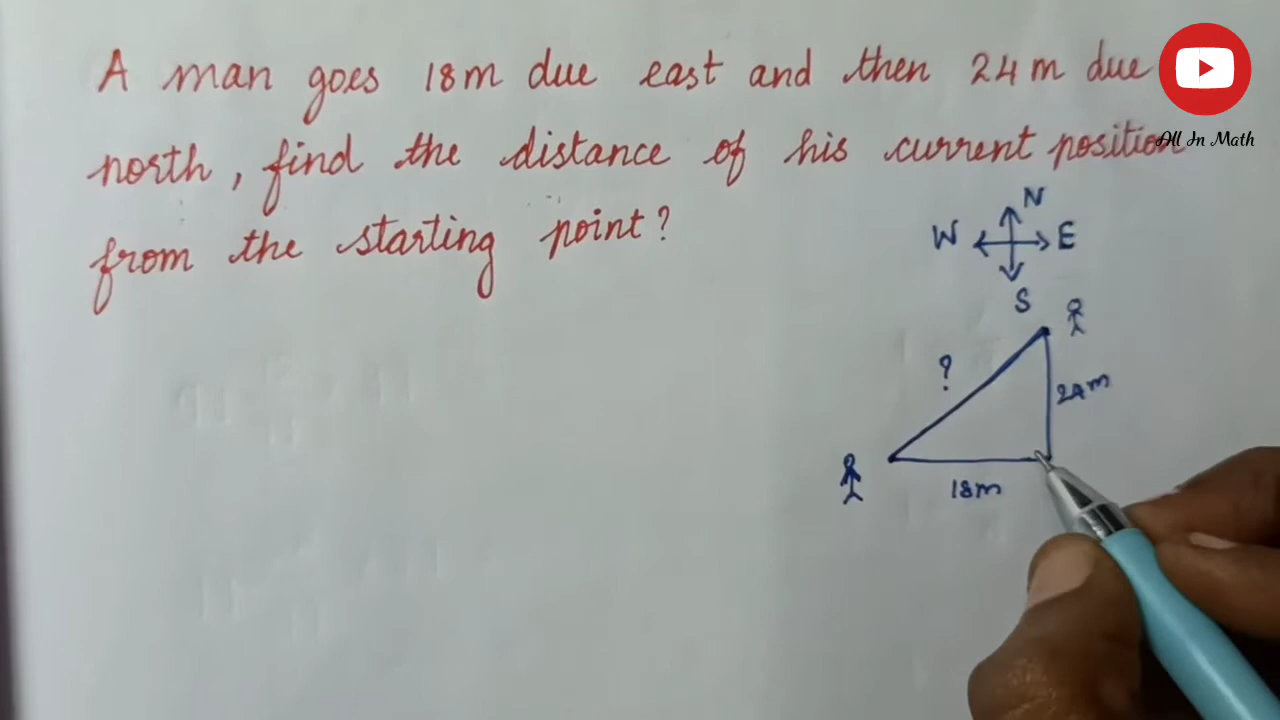 A man goes 18m due east and then 24m due
north, find the distance of his current position
from the starting point?
All In Math
N
W E
S
?
24m
18m